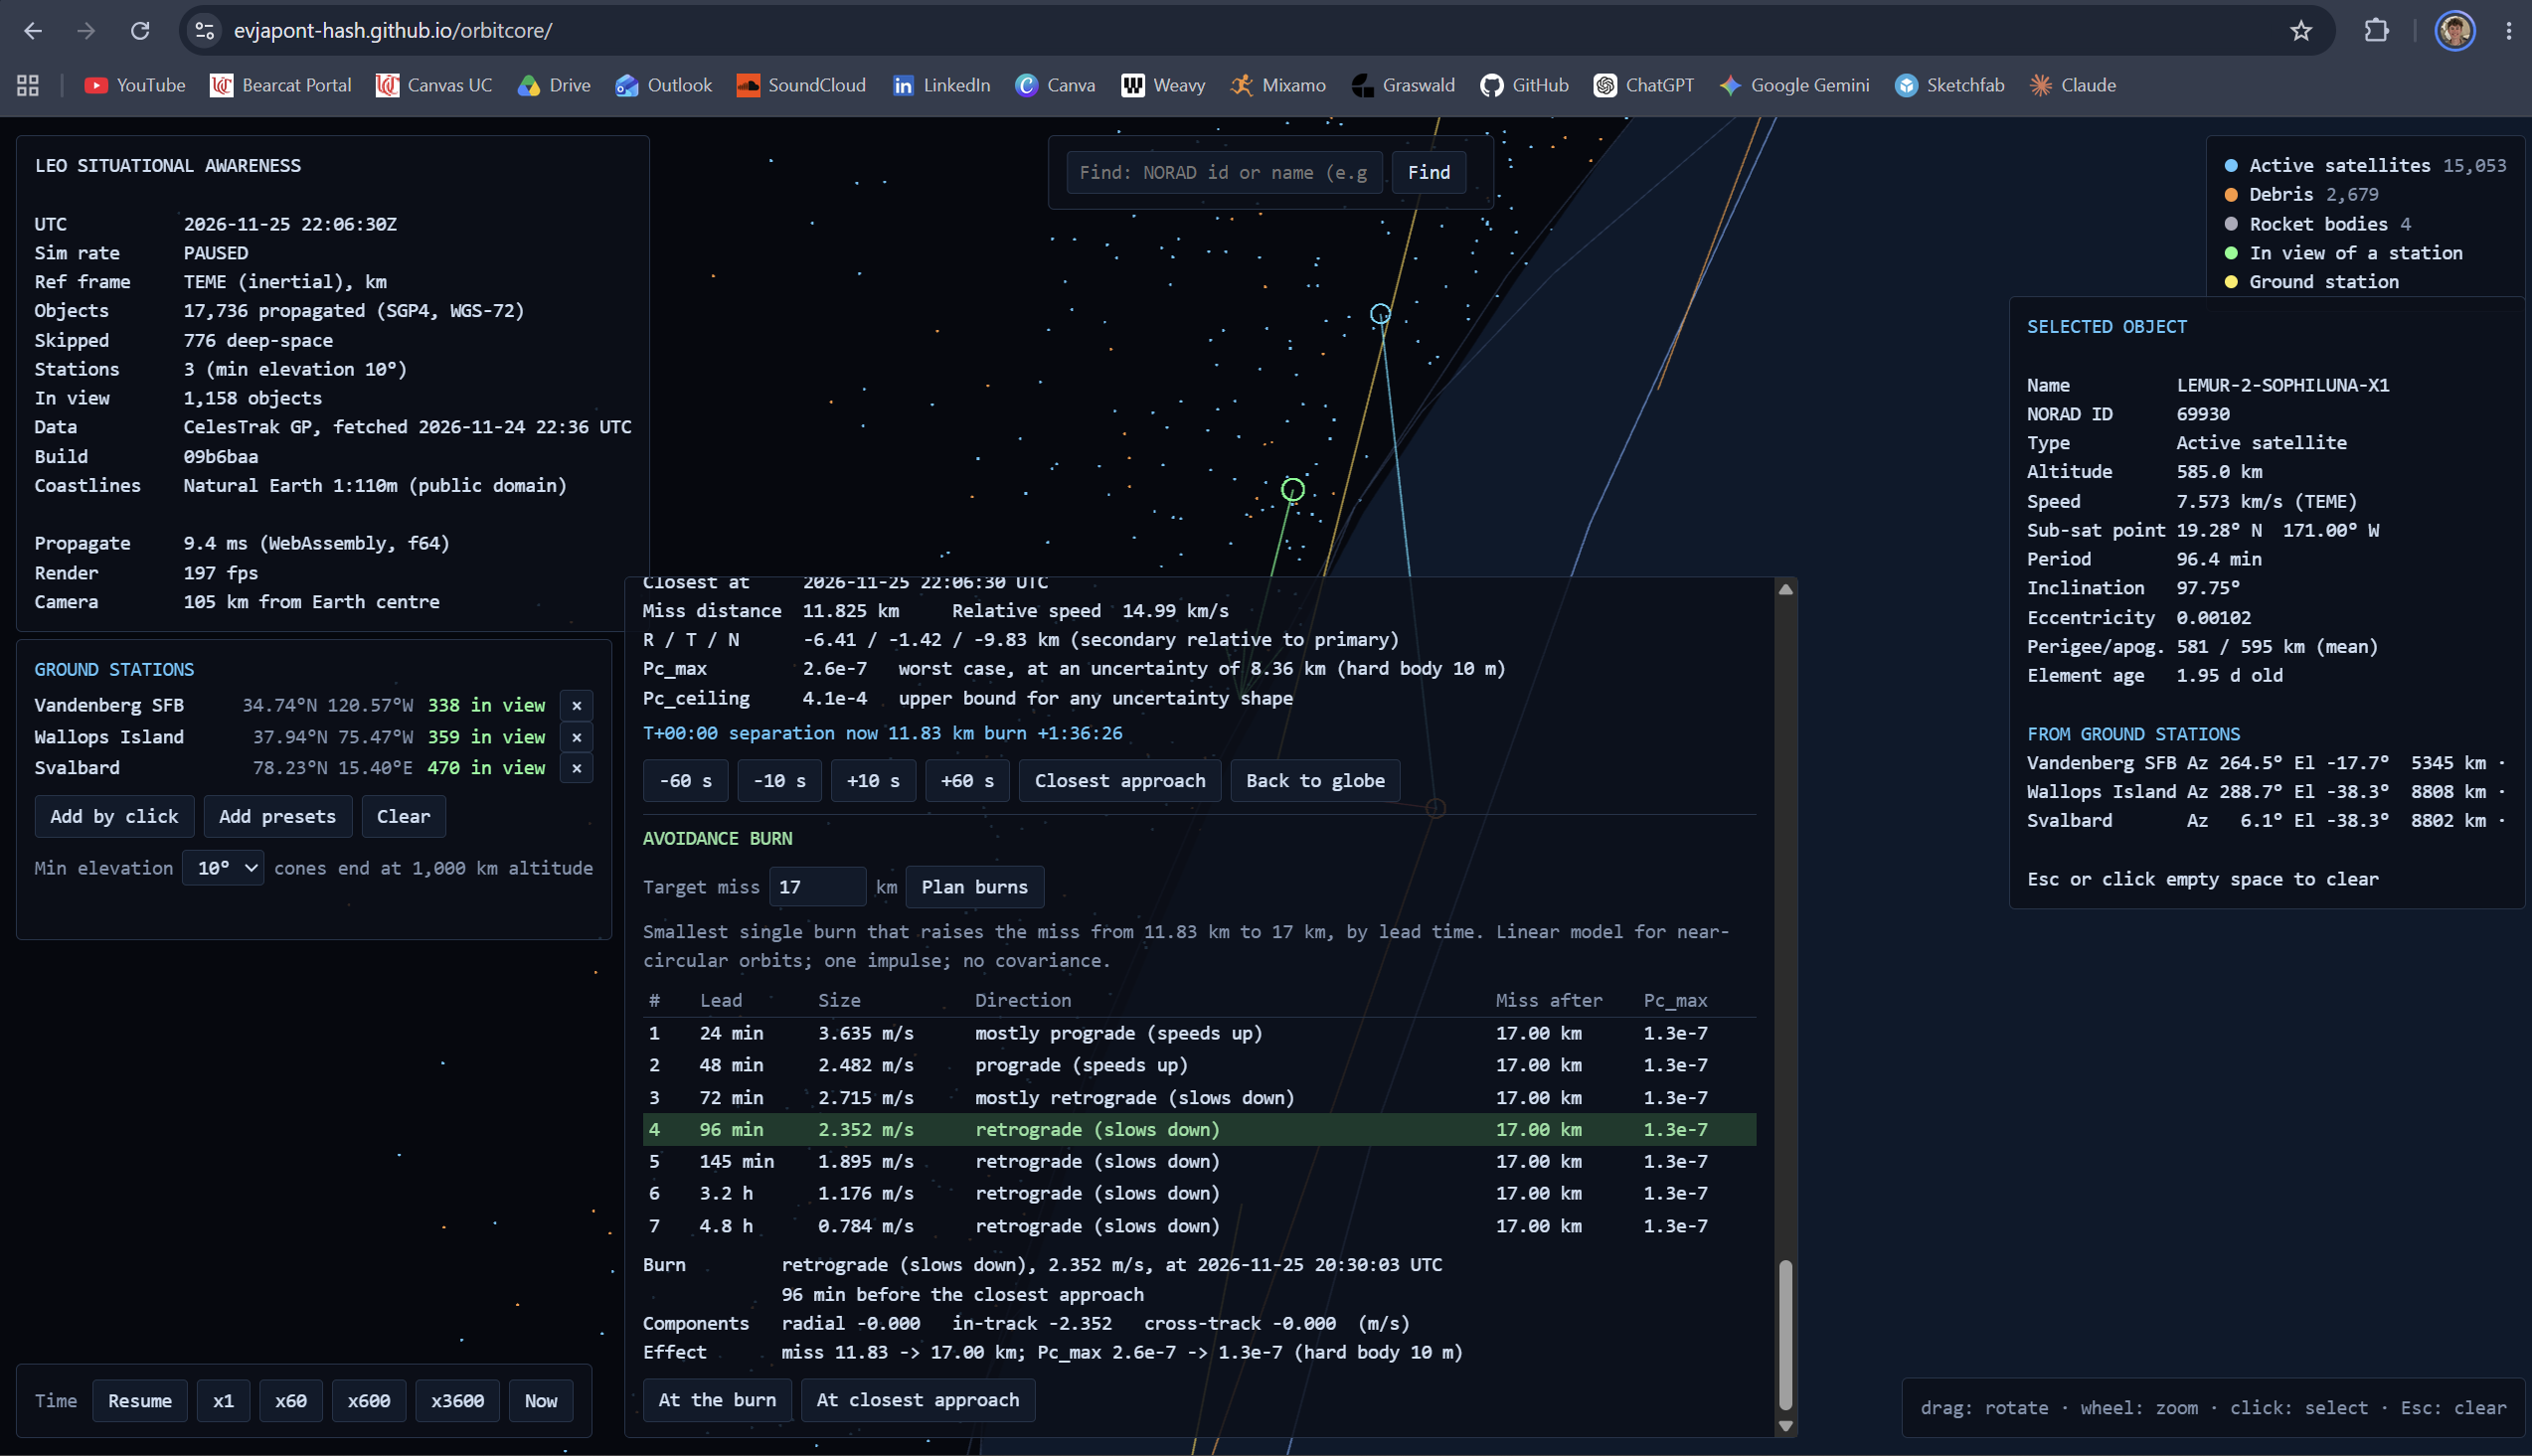 evjapont-hash.github.io/orbitcore/
YouTube Bearcat Portal Canvas UC Drive Outlook SoundCloud LinkedIn Canva Weavy Mixamo Graswald GitHub ChatGPT Google Gemini Sketchfab Claude
LEO SITUATIONAL AWARENESS
UTC 2026-11-25 22:06:30Z
Sim rate PAUSED
Ref frame TEME (inertial), km
Objects 17,736 propagated (SGP4, WGS-72)
Skipped 776 deep-space
Stations 3 (min elevation 10°)
In view 1,158 objects
Data CelesTrak GP, fetched 2026-11-24 22:36 UTC
Build 09b6baa
Coastlines Natural Earth 1:110m (public domain)
Propagate 9.4 ms (WebAssembly, f64)
Render 197 fps
Camera 105 km from Earth centre
GROUND STATIONS
Vandenberg SFB 34.74°N 120.57°W 338 in view ×
Wallops Island 37.94°N 75.47°W 359 in view ×
Svalbard 78.23°N 15.40°E 470 in view ×
Add by click Add presets Clear
Min elevation 10° cones end at 1,000 km altitude
Time Resume x1 x60 x600 x3600 Now
Find: NORAD id or name (e.g Find
Closest at 2026-11-25 22:06:30 UTC
Miss distance 11.825 km Relative speed 14.99 km/s
R / T / N -6.41 / -1.42 / -9.83 km (secondary relative to primary)
Pc_max 2.6e-7 worst case, at an uncertainty of 8.36 km (hard body 10 m)
Pc_ceiling 4.1e-4 upper bound for any uncertainty shape
T+00:00 separation now 11.83 km burn +1:36:26
-60 s -10 s +10 s +60 s Closest approach Back to globe
AVOIDANCE BURN
Target miss 17 km Plan burns
Smallest single burn that raises the miss from 11.83 km to 17 km, by lead time. Linear model for near-
circular orbits; one impulse; no covariance.
# Lead Size Direction Miss after Pc_max
1 24 min 3.635 m/s mostly prograde (speeds up) 17.00 km 1.3e-7
2 48 min 2.482 m/s prograde (speeds up) 17.00 km 1.3e-7
3 72 min 2.715 m/s mostly retrograde (slows down) 17.00 km 1.3e-7
4 96 min 2.352 m/s retrograde (slows down) 17.00 km 1.3e-7
5 145 min 1.895 m/s retrograde (slows down) 17.00 km 1.3e-7
6 3.2 h 1.176 m/s retrograde (slows down) 17.00 km 1.3e-7
7 4.8 h 0.784 m/s retrograde (slows down) 17.00 km 1.3e-7
Burn retrograde (slows down), 2.352 m/s, at 2026-11-25 20:30:03 UTC
96 min before the closest approach
Components radial -0.000 in-track -2.352 cross-track -0.000 (m/s)
Effect miss 11.83 -> 17.00 km; Pc_max 2.6e-7 -> 1.3e-7 (hard body 10 m)
At the burn At closest approach
Active satellites 15,053
Debris 2,679
Rocket bodies 4
In view of a station
Ground station
SELECTED OBJECT
Name LEMUR-2-SOPHILUNA-X1
NORAD ID 69930
Type Active satellite
Altitude 585.0 km
Speed 7.573 km/s (TEME)
Sub-sat point 19.28° N 171.00° W
Period 96.4 min
Inclination 97.75°
Eccentricity 0.00102
Perigee/apog. 581 / 595 km (mean)
Element age 1.95 d old
FROM GROUND STATIONS
Vandenberg SFB Az 264.5° El -17.7° 5345 km ·
Wallops Island Az 288.7° El -38.3° 8808 km ·
Svalbard Az 6.1° El -38.3° 8802 km ·
Esc or click empty space to clear
drag: rotate · wheel: zoom · click: select · Esc: clear